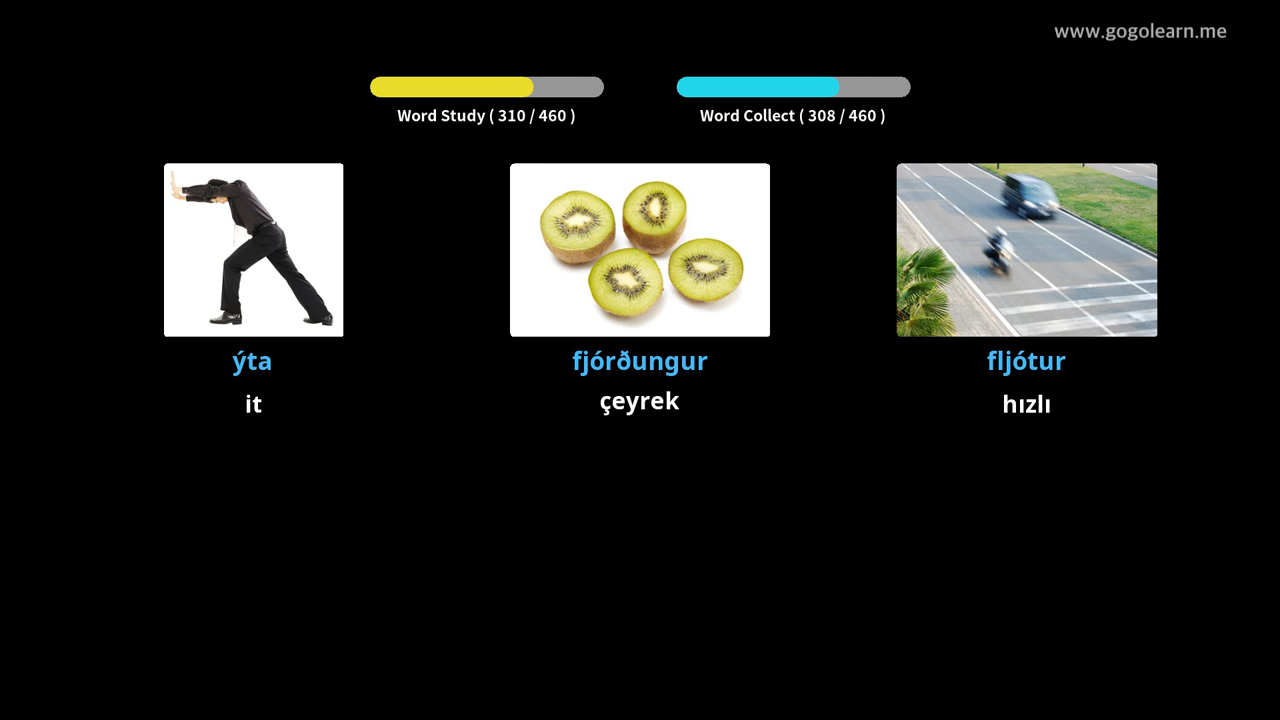 www.gogolearn.me
Word Study ( 310 / 460 )
Word Collect ( 308 / 460 )
ýta
it
fjórðungur
çeyrek
fljótur
hızlı